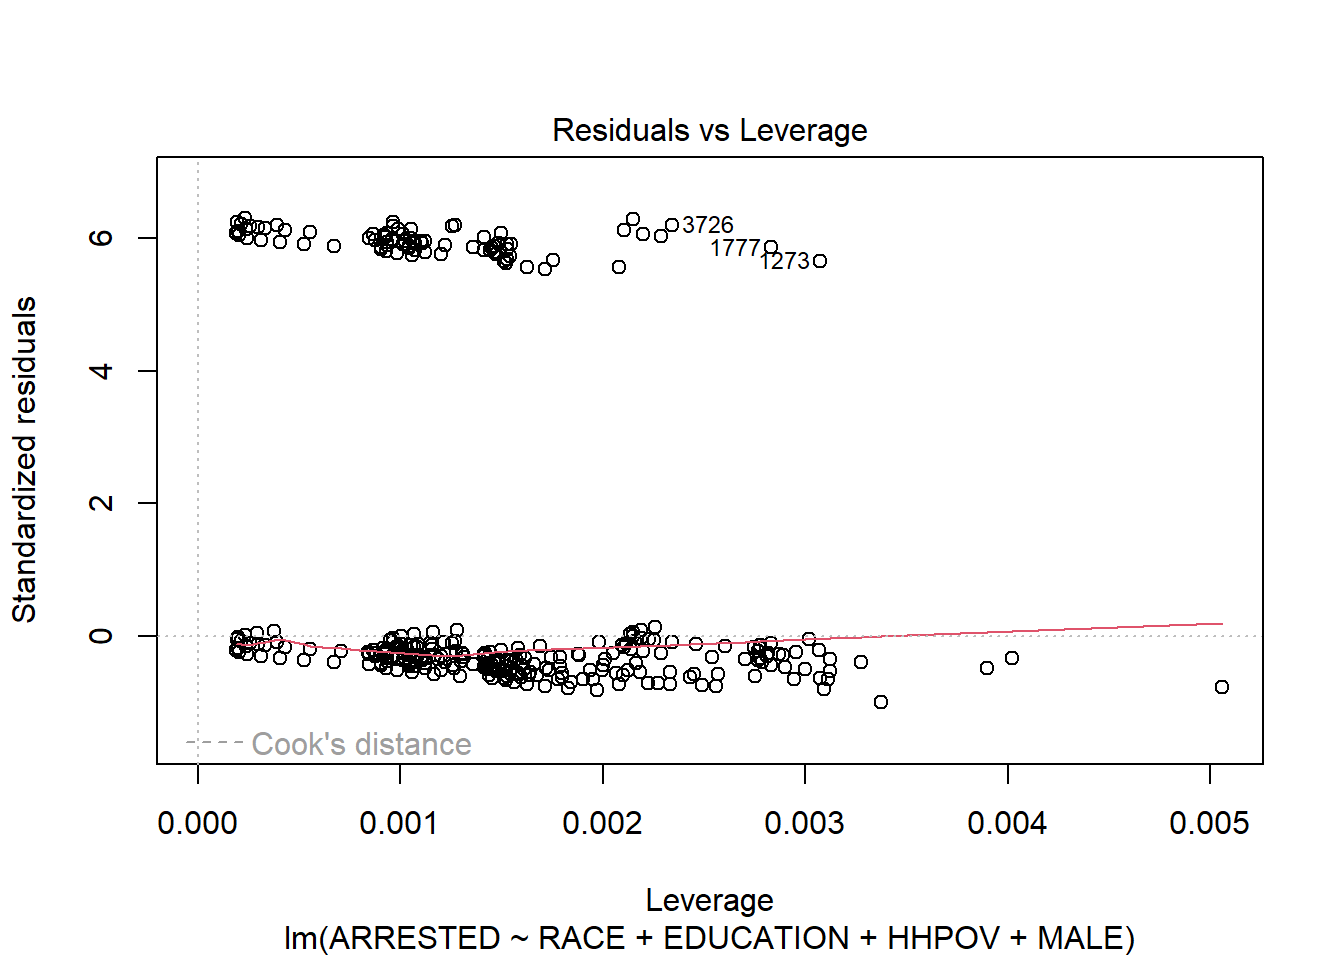 Residuals vs Leverage
Standardized residuals
6
4
2
0
3726
1777
1273
Cook's distance
0.000 0.001 0.002 0.003 0.004 0.005
Leverage
lm(ARRESTED ~ RACE + EDUCATION + HHPOV + MALE)